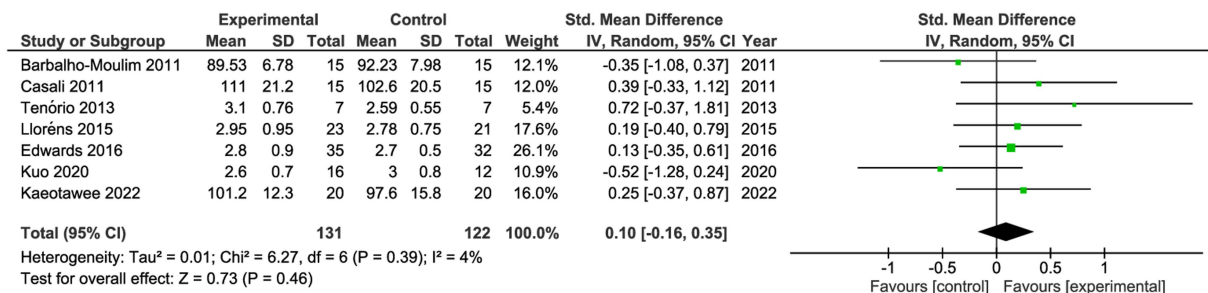 Experimental Control Std. Mean Difference Std. Mean Difference
Study or Subgroup Mean SD Total Mean SD Total Weight IV, Random, 95% CI Year IV, Random, 95% CI
Barbalho-Moulim 2011 89.53 6.78 15 92.23 7.98 15 12.1% -0.35 [-1.08, 0.37] 2011
Casali 2011 111 21.2 15 102.6 20.5 15 12.0% 0.39 [-0.33, 1.12] 2011
Tenório 2013 3.1 0.76 7 2.59 0.55 7 5.4% 0.72 [-0.37, 1.81] 2013
Lloréns 2015 2.95 0.95 23 2.78 0.75 21 17.6% 0.19 [-0.40, 0.79] 2015
Edwards 2016 2.8 0.9 35 2.7 0.5 32 26.1% 0.13 [-0.35, 0.61] 2016
Kuo 2020 2.6 0.7 16 3 0.8 12 10.9% -0.52 [-1.28, 0.24] 2020
Kaeotawee 2022 101.2 12.3 20 97.6 15.8 20 16.0% 0.25 [-0.37, 0.87] 2022
Total (95% CI) 131 122 100.0% 0.10 [-0.16, 0.35]
Heterogeneity: Tau² = 0.01; Chi² = 6.27, df = 6 (P = 0.39); I² = 4%
Test for overall effect: Z = 0.73 (P = 0.46)
-1 -0.5 0 0.5 1
Favours [control] Favours [experimental]